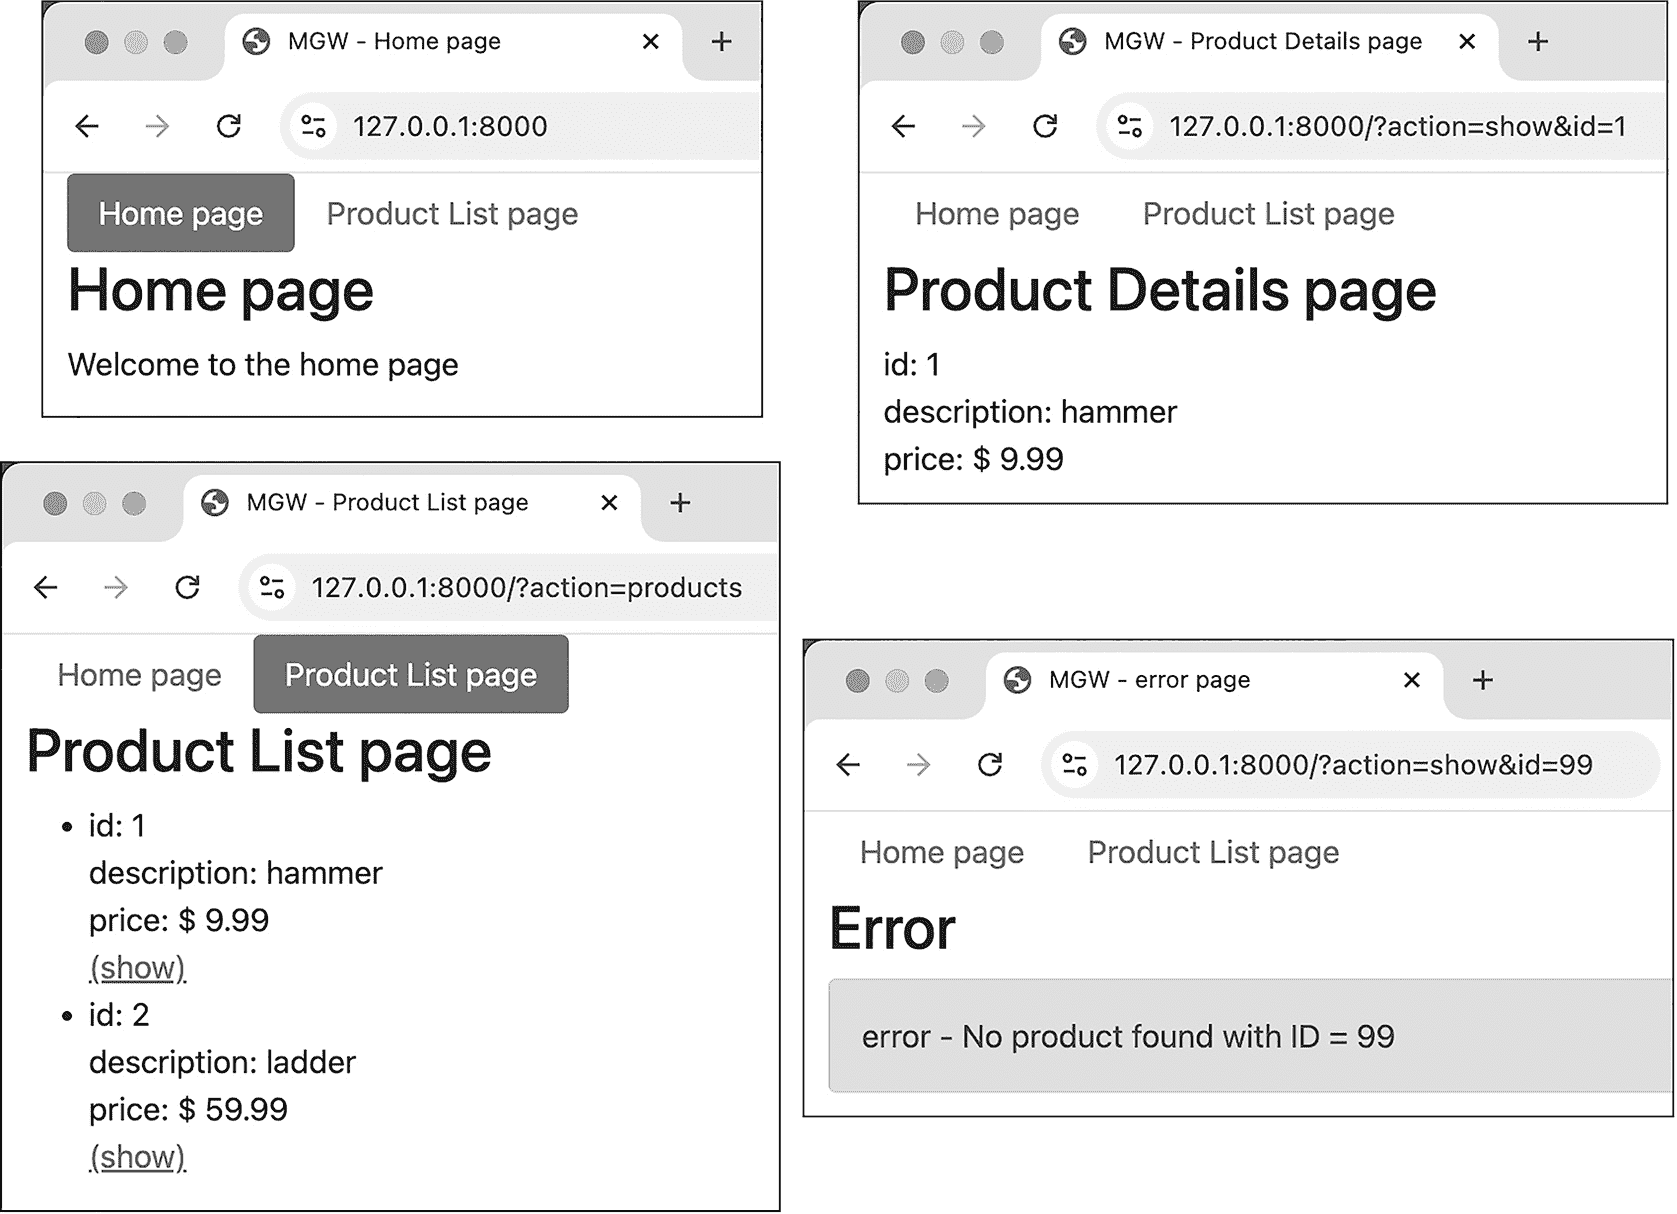 MGW - Home page
127.0.0.1:8000
Home page Product List page
Home page
Welcome to the home page
MGW - Product Details page
127.0.0.1:8000/?action=show&id=1
Home page Product List page
Product Details page
id: 1
description: hammer
price: $ 9.99
MGW - Product List page
127.0.0.1:8000/?action=products
Home page Product List page
Product List page
• id: 1
description: hammer
price: $ 9.99
(show)
• id: 2
description: ladder
price: $ 59.99
(show)
MGW - error page
127.0.0.1:8000/?action=show&id=99
Home page Product List page
Error
error - No product found with ID = 99